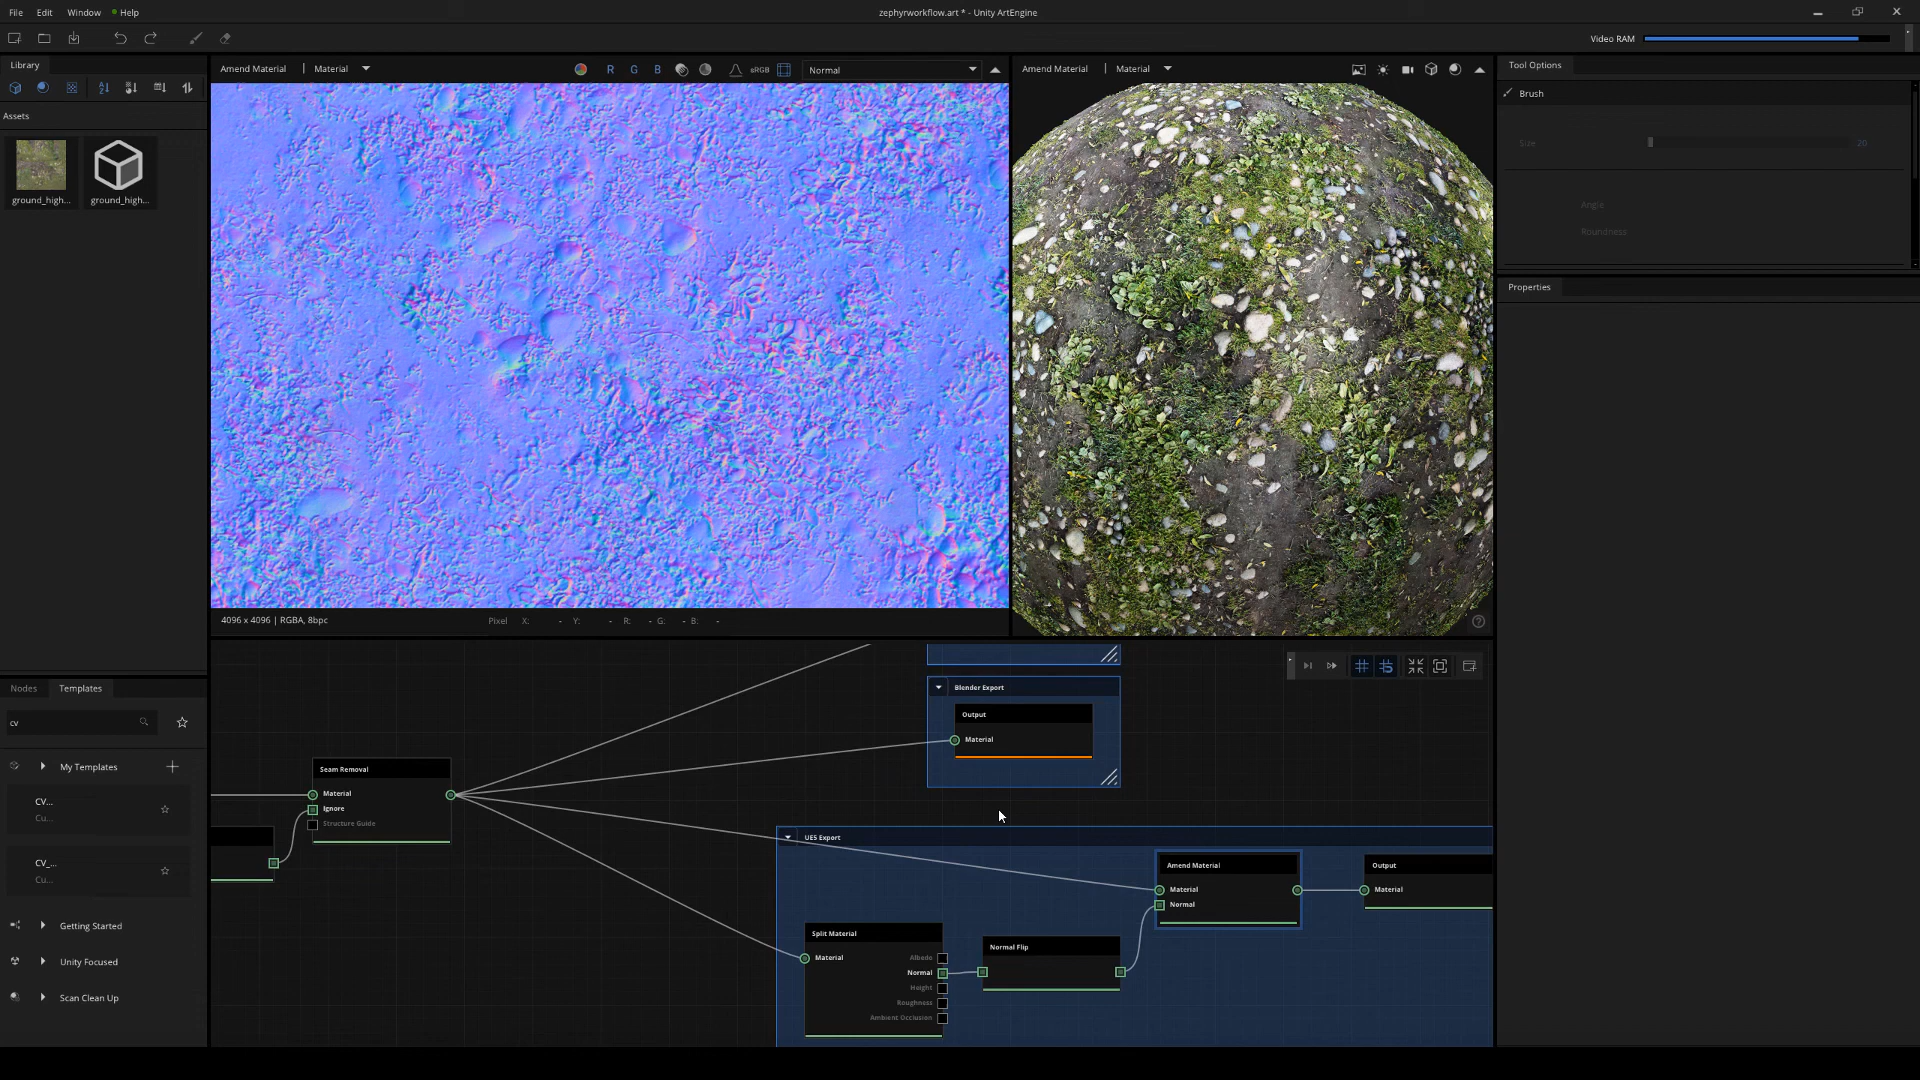 File Edit Window Help
zephyrworkflow.art * - Unity ArtEngine
Video RAM
Library
Assets
ground_high...
ground_high...
Amend Material | Material
R G B
sRGB
Normal
4096 x 4096 | RGBA, 8bpc
Pixel X: - Y: - R: - G: - B: -
Amend Material | Material
Tool Options
Brush
Size 20
Angle
Roundness
Properties
Nodes Templates
cv
My Templates
CV...
Cu...
CV_...
Cu...
Getting Started
Unity Focused
Scan Clean Up
Seam Removal
Material
Ignore
Structure Guide
Blender Export
Output
Material
UE5 Export
Split Material
Material
Albedo
Normal
Height
Roughness
Ambient Occlusion
Normal Flip
Amend Material
Material
Normal
Output
Material